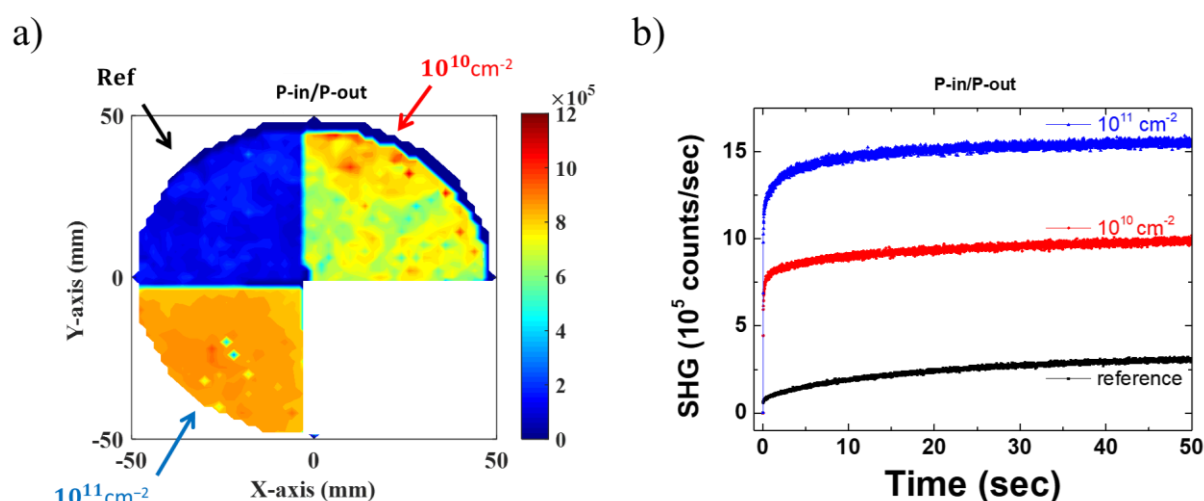 a)
Ref
P-in/P-out
10¹⁰cm⁻²
×10⁵
50
0
-50
Y-axis (mm)
-50
0
50
X-axis (mm)
12
10
8
6
4
2
0
10¹¹cm⁻²
b)
P-in/P-out
10¹¹ cm⁻²
10¹⁰ cm⁻²
reference
15
10
5
0
SHG (10⁵ counts/sec)
0
10
20
30
40
50
Time (sec)